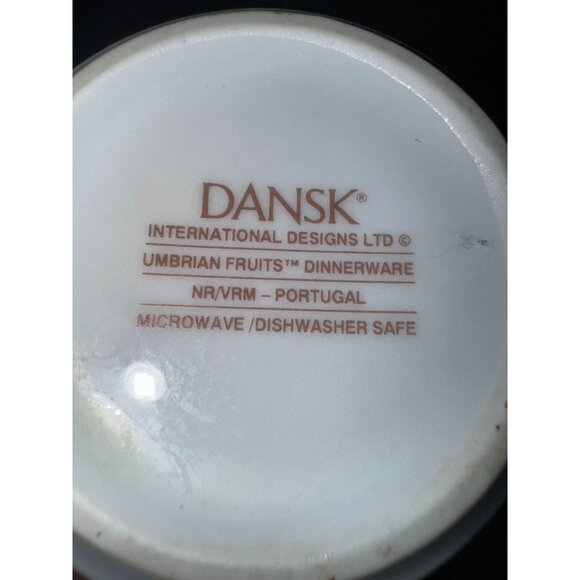 DANSK®
INTERNATIONAL DESIGNS LTD ©
UMBRIAN FRUITS™ DINNERWARE
NR/VRM – PORTUGAL
MICROWAVE /DISHWASHER SAFE